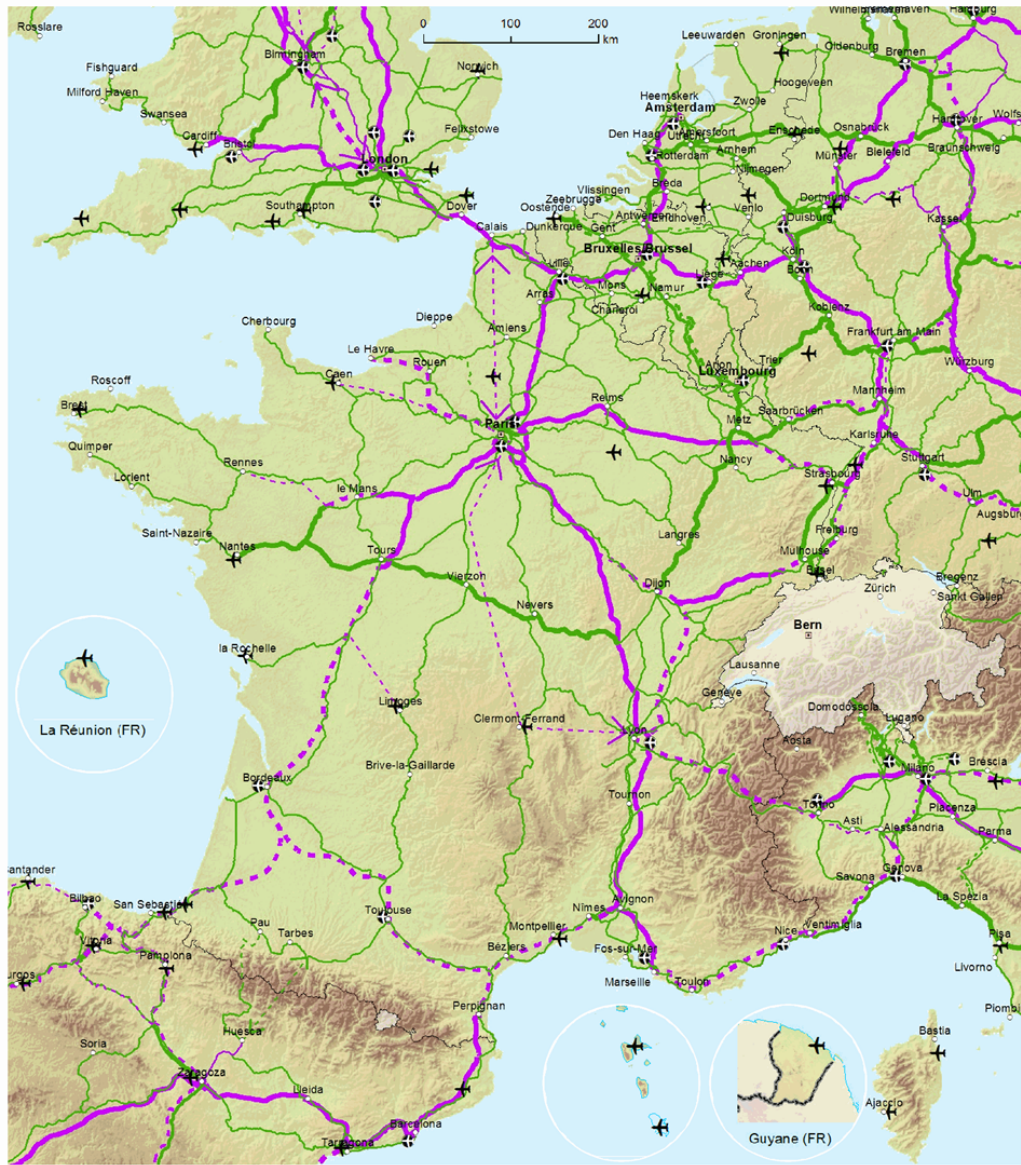 0
100
200
km
Rosslare
Fishguard
Milford Haven
Swansea
Cardiff
Bristol
Birmingham
Norwich
Felixstowe
London
Southampton
Dover
Calais
Leeuwarden
Groningen
Oldenburg
Bremen
Hoogeveen
Heemskerk
Amsterdam
Zwolle
Enschede
Osnabrück
Hannover
Den Haag
Utrecht
Amersfoort
Rotterdam
Arnhem
Nijmegen
Münster
Bielefeld
Braunschweig
Breda
Vlissingen
Zeebrugge
Oostende
Dunkerque
Gent
Antwerpen
Eindhoven
Venlo
Duisburg
Dortmund
Kassel
Bruxelles/Brussel
Lille
Mons
Charleroi
Namur
Liège
Aachen
Köln
Bonn
Koblenz
Arras
Amiens
Dieppe
Cherbourg
Le Havre
Rouen
Caen
Arlon
Trier
Luxembourg
Frankfurt am Main
Würzburg
Mannheim
Saarbrücken
Karlsruhe
Stuttgart
Roscoff
Brest
Quimper
Lorient
Rennes
le Mans
Paris
Reims
Metz
Nancy
Strasbourg
Ulm
Augsburg
Saint-Nazaire
Nantes
Tours
Vierzon
Nevers
Langres
Dijon
Freiburg
Mulhouse
Basel
Zürich
Bregenz
Sankt Gallen
Bern
Lausanne
Genève
la Rochelle
La Réunion (FR)
Limoges
Clermont-Ferrand
Lyon
Domodossola
Lugano
Aosta
Milano
Brescia
Brive-la-Gaillarde
Bordeaux
Tournon
Torino
Asti
Alessandria
Piacenza
Parma
Genova
Savona
La Spezia
Santander
Bilbao
San Sebastián
Vitoria
Pamplona
Pau
Tarbes
Toulouse
Béziers
Montpellier
Nîmes
Avignon
Fos-sur-Mer
Marseille
Toulon
Nice
Ventimiglia
Pisa
Livorno
Perpignan
Soria
Huesca
Zaragoza
Lleida
Barcelona
Tarragona
Bastia
Ajaccio
Guyane (FR)